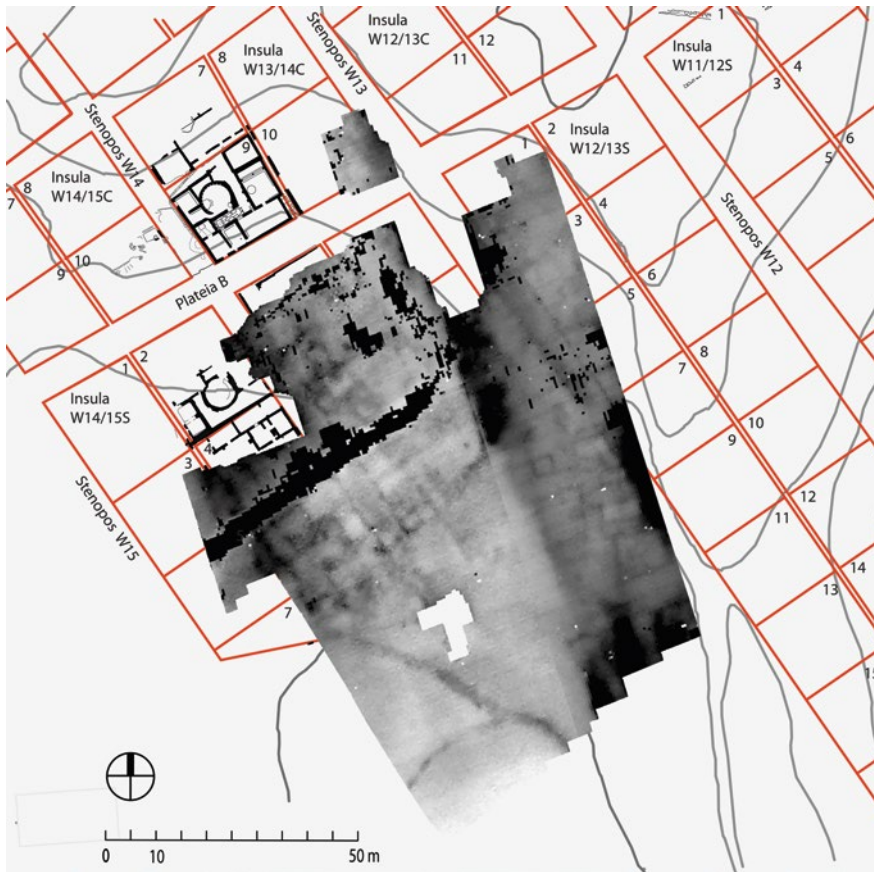 Insula
W13/14C
7
8
9
10
Stenopos W13
Insula
W12/13C
12
11
1
Insula
W11/12S
4
3
6
5
Stenopos W14
Insula
W14/15C
8
7
10
9
Plateia B
1
2
Insula
W12/13S
4
3
6
5
8
7
10
9
12
11
14
13
15
Stenopos W12
1
2
Insula
W14/15S
3
4
7
Stenopos W15
0
10
50 m